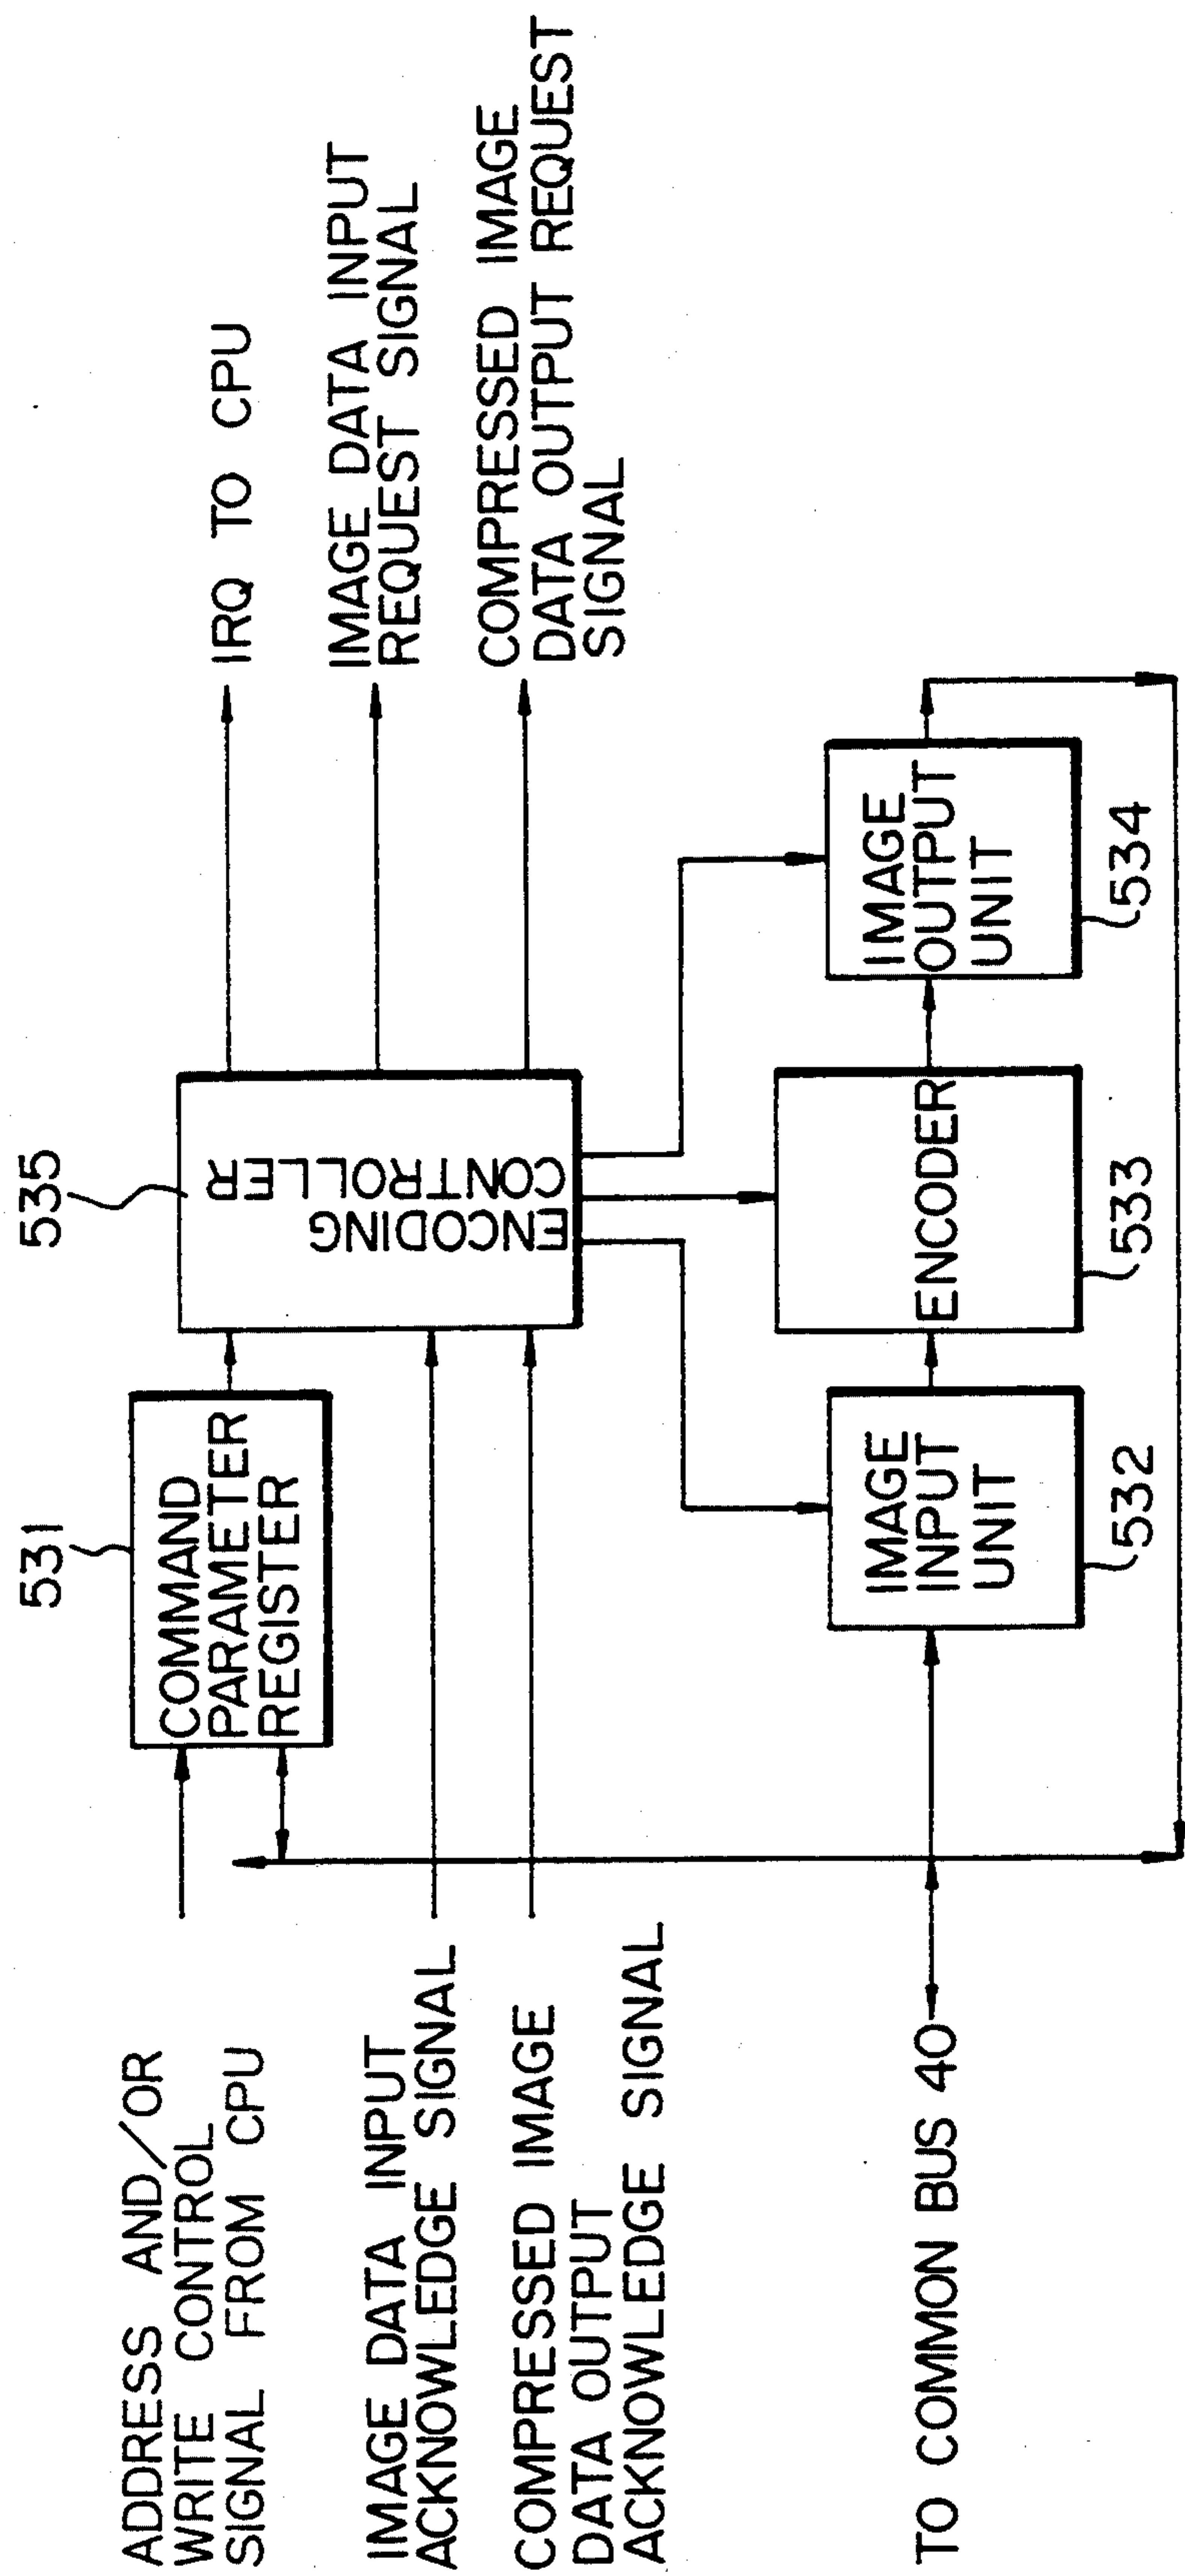 ADDRESS AND/OR
WRITE CONTROL
SIGNAL FROM CPU
IMAGE DATA INPUT
ACKNOWLEDGE SIGNAL
COMPRESSED IMAGE
DATA OUTPUT
ACKNOWLEDGE SIGNAL
TO COMMON BUS 40
531
COMMAND
PARAMETER
REGISTER
535
ENCODING
CONTROLLER
IRQ TO CPU
IMAGE DATA INPUT
REQUEST SIGNAL
COMPRESSED IMAGE
DATA OUTPUT REQUEST
SIGNAL
IMAGE
INPUT
UNIT
532
ENCODER
533
IMAGE
OUTPUT
UNIT
534